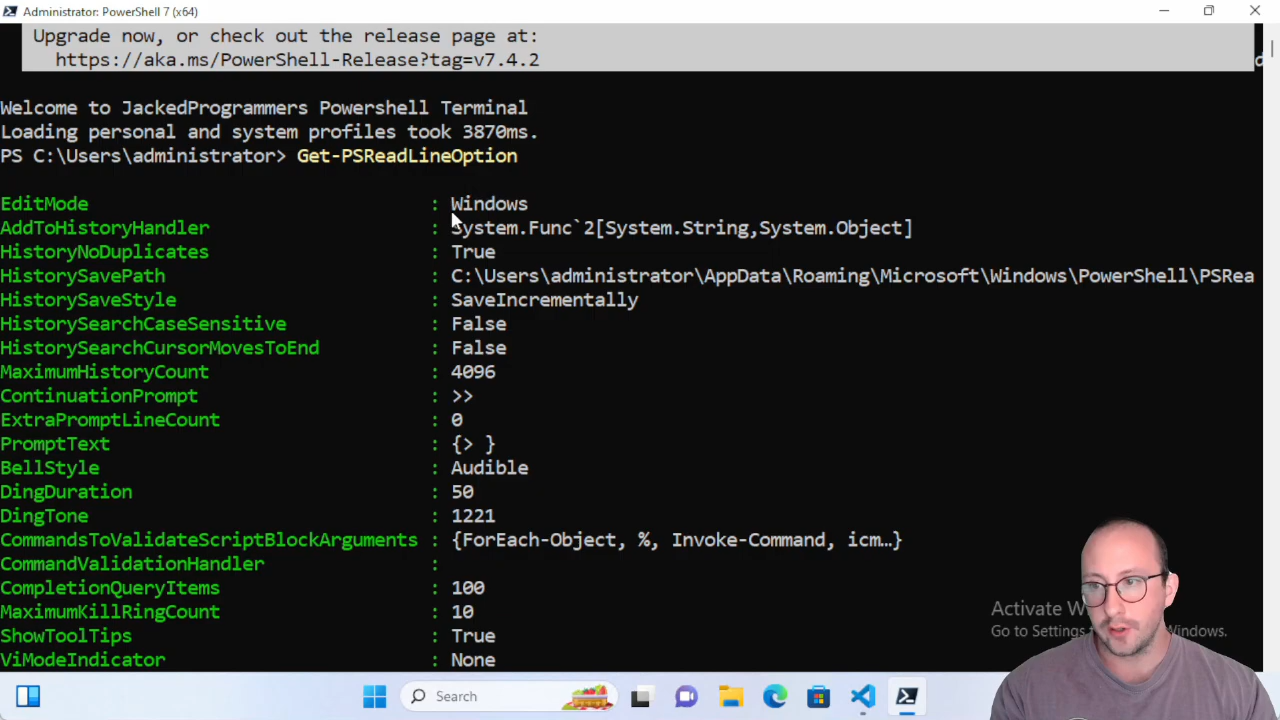 Administrator: PowerShell 7 (x64)
Upgrade now, or check out the release page at:
https://aka.ms/PowerShell-Release?tag=v7.4.2
Welcome to JackedProgrammers Powershell Terminal
Loading personal and system profiles took 3870ms.
PS C:\Users\administrator> Get-PSReadLineOption
EditMode : Windows
AddToHistoryHandler : System.Func`2[System.String,System.Object]
HistoryNoDuplicates : True
HistorySavePath : C:\Users\administrator\AppData\Roaming\Microsoft\Windows\PowerShell\PSRea
HistorySaveStyle : SaveIncrementally
HistorySearchCaseSensitive : False
HistorySearchCursorMovesToEnd : False
MaximumHistoryCount : 4096
ContinuationPrompt : >>
ExtraPromptLineCount : 0
PromptText : {> }
BellStyle : Audible
DingDuration : 50
DingTone : 1221
CommandsToValidateScriptBlockArguments : {ForEach-Object, %, Invoke-Command, icm…}
CommandValidationHandler :
CompletionQueryItems : 100
MaximumKillRingCount : 10
ShowToolTips : True
ViModeIndicator : None
Activate
Go to Settings Windows.
Search